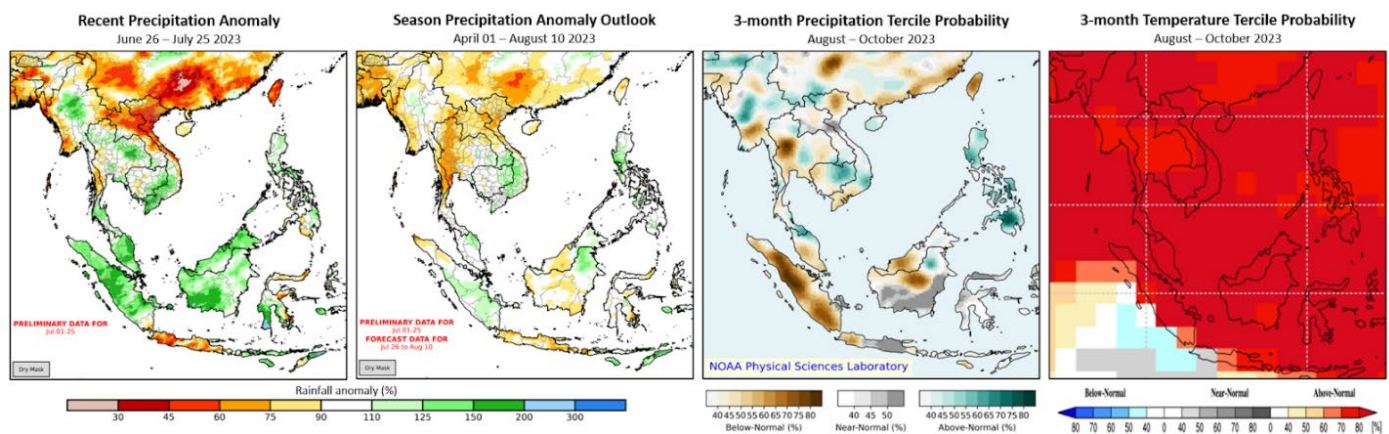 Recent Precipitation Anomaly
June 26 – July 25 2023
Season Precipitation Anomaly Outlook
April 01 – August 10 2023
3-month Precipitation Tercile Probability
August – October 2023
3-month Temperature Tercile Probability
August – October 2023
PRELIMINARY DATA FOR
Jul 01-25
Dry Mask
PRELIMINARY DATA FOR
Jul 01-25
FORECAST DATA FOR
Jul 26 to Aug 10
Dry Mask
NOAA Physical Sciences Laboratory
Rainfall anomaly (%)
30 45 60 75 90 110 125 150 200 300
40 45 50 55 60 65 70 75 80
Below-Normal (%)
40 45 50
Near-Normal (%)
40 45 50 55 60 65 70 75 80
Above-Normal (%)
Below-Normal Near-Normal Above-Normal
80 70 60 50 40 0 40 50 60 70 80 0 40 50 60 70 80 [%]